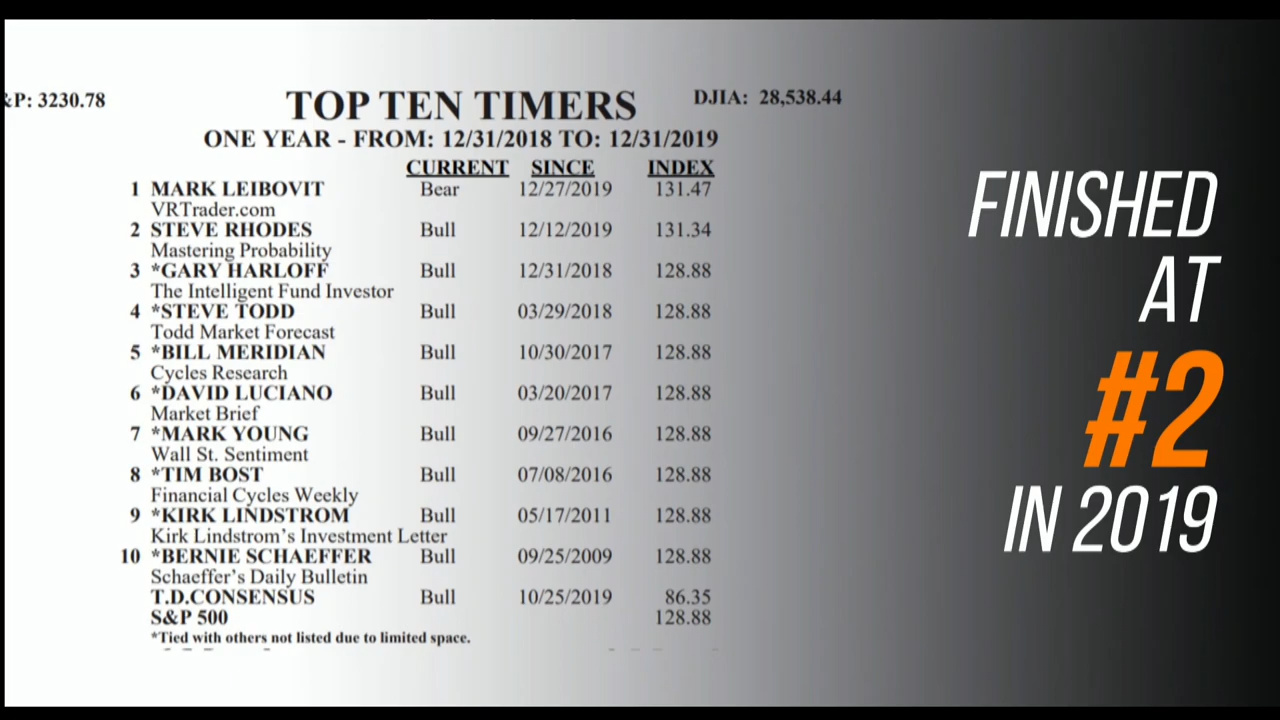 &P: 3230.78
TOP TEN TIMERS
DJIA: 28,538.44
ONE YEAR - FROM: 12/31/2018 TO: 12/31/2019
CURRENT SINCE INDEX
1 MARK LEIBOVIT Bear 12/27/2019 131.47
VRTrader.com
2 STEVE RHODES Bull 12/12/2019 131.34
Mastering Probability
3 *GARY HARLOFF Bull 12/31/2018 128.88
The Intelligent Fund Investor
4 *STEVE TODD Bull 03/29/2018 128.88
Todd Market Forecast
5 *BILL MERIDIAN Bull 10/30/2017 128.88
Cycles Research
6 *DAVID LUCIANO Bull 03/20/2017 128.88
Market Brief
7 *MARK YOUNG Bull 09/27/2016 128.88
Wall St. Sentiment
8 *TIM BOST Bull 07/08/2016 128.88
Financial Cycles Weekly
9 *KIRK LINDSTROM Bull 05/17/2011 128.88
Kirk Lindstrom's Investment Letter
10 *BERNIE SCHAEFFER Bull 09/25/2009 128.88
Schaeffer's Daily Bulletin
T.D.CONSENSUS Bull 10/25/2019 86.35
S&P 500 128.88
*Tied with others not listed due to limited space.
FINISHED
AT
#2
IN 2019